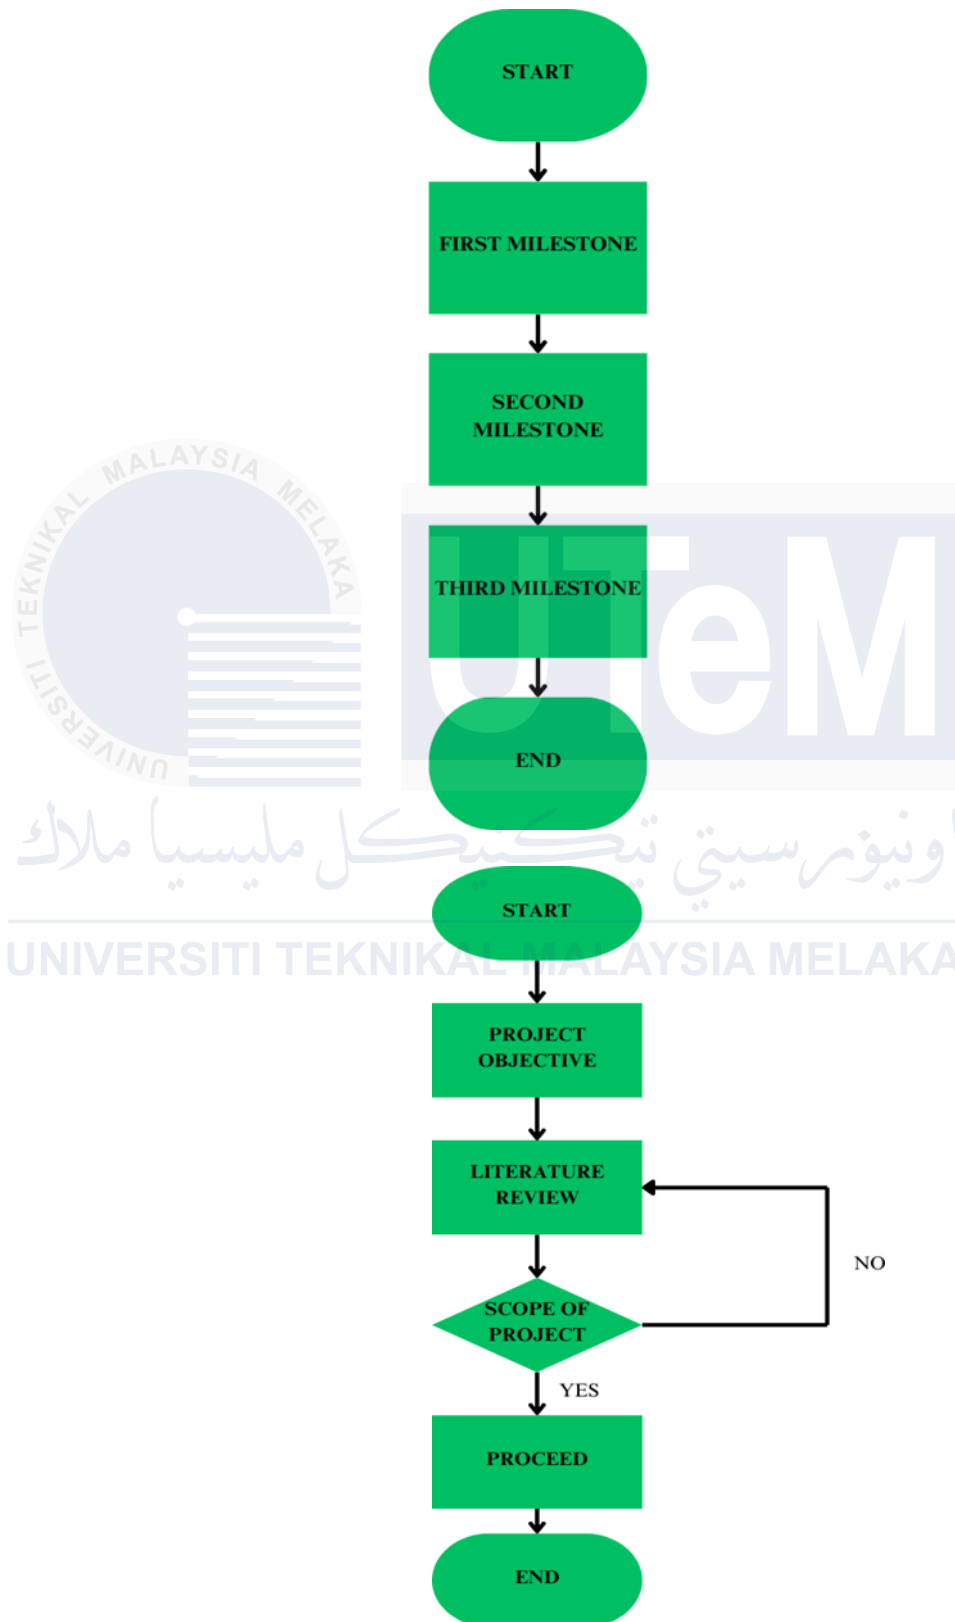 START
FIRST MILESTONE
SECOND
MILESTONE
UNIVERSITI TEKNIKAL MALAYSIA MELAKA
UTeM
THIRD MILESTONE
END
اونيۏرسيتي تيكنيكل مليسيا ملاك
START
UNIVERSITI TEKNIKAL MALAYSIA MELAKA
PROJECT
OBJECTIVE
LITERATURE
REVIEW
NO
SCOPE OF
PROJECT
YES
PROCEED
END